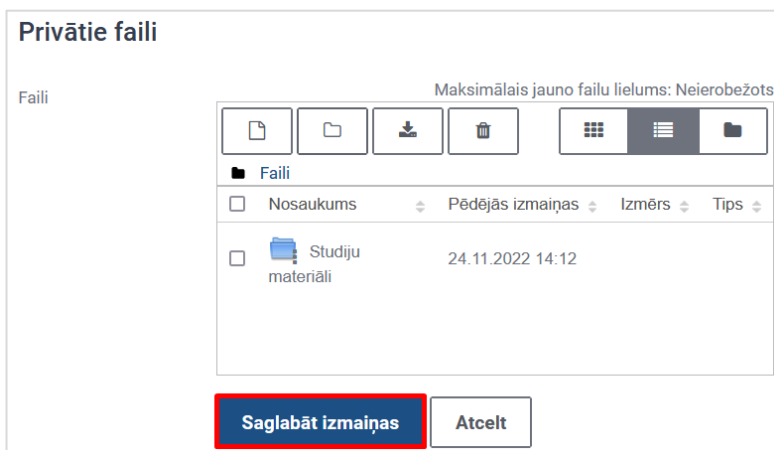 Privātie faili
Faili
Maksimālais jauno failu lielums: Neierobežots
Faili
Nosaukums Pēdējās izmaiņas Izmērs Tips
Studiju
materiāli
24.11.2022 14:12
Saglabāt izmaiņas Atcelt